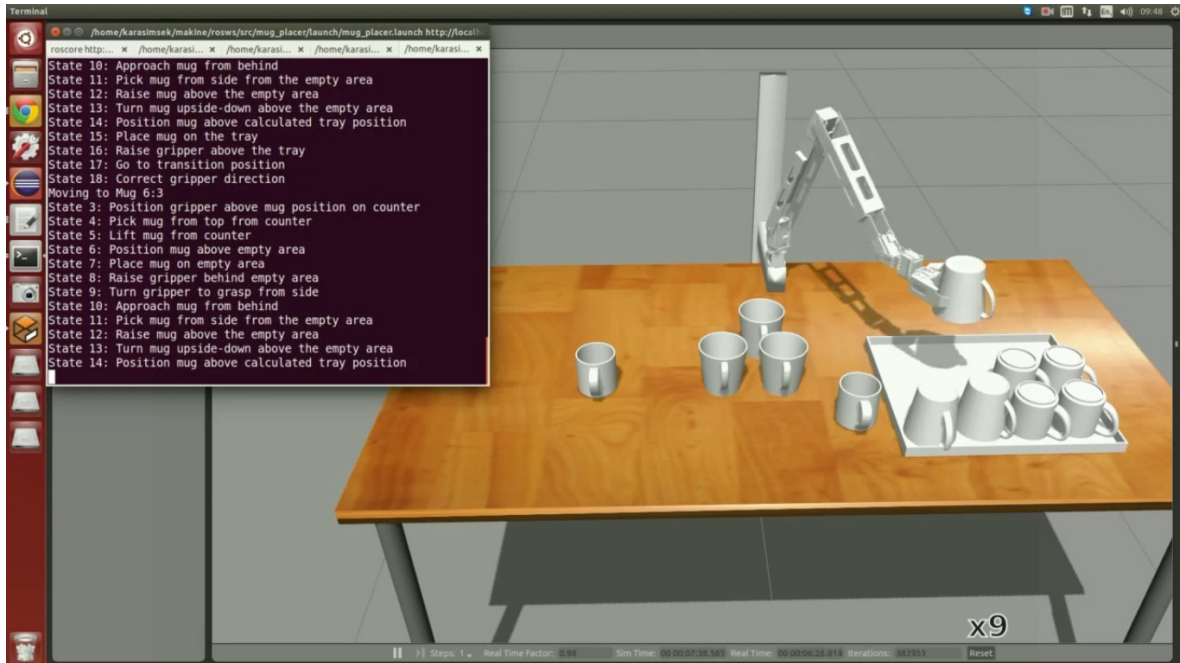 Terminal
09:48
/home/karasimsek/makine/rosws/src/mug_placer/launch/mug_placer.launch http://localh
roscore http:... × /home/karasi... × /home/karasi... × /home/karasi... × /home/karasi... ×
State 10: Approach mug from behind
State 11: Pick mug from side from the empty area
State 12: Raise mug above the empty area
State 13: Turn mug upside-down above the empty area
State 14: Position mug above calculated tray position
State 15: Place mug on the tray
State 16: Raise gripper above the tray
State 17: Go to transition position
State 18: Correct gripper direction
Moving to Mug 6:3
State 3: Position gripper above mug position on counter
State 4: Pick mug from top from counter
State 5: Lift mug from counter
State 6: Position mug above empty area
State 7: Place mug on empty area
State 8: Raise gripper behind empty area
State 9: Turn gripper to grasp from side
State 10: Approach mug from behind
State 11: Pick mug from side from the empty area
State 12: Raise mug above the empty area
State 13: Turn mug upside-down above the empty area
State 14: Position mug above calculated tray position
x9
Steps: 1 Real Time Factor: 0.98 Sim Time: Real Time: Iterations: Reset